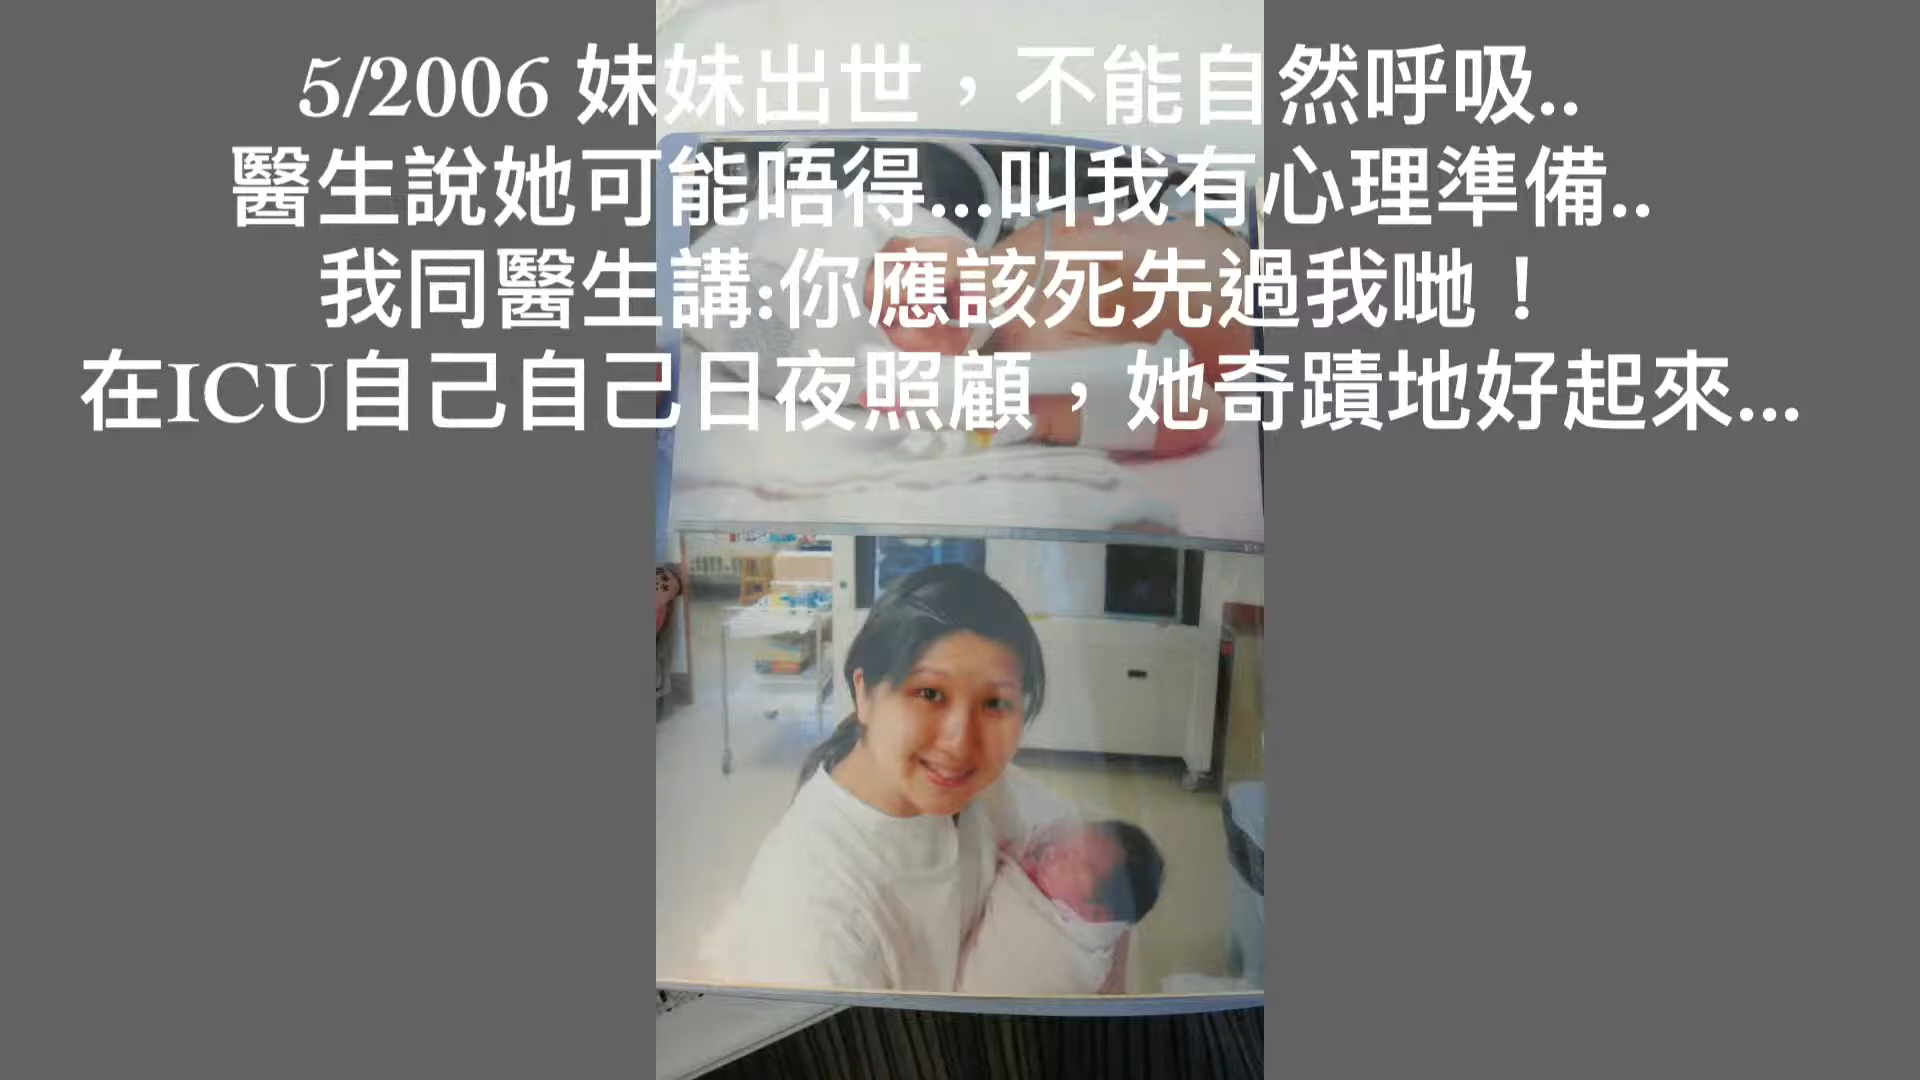 5/2006 妹妹出世，不能自然呼吸..
醫生說她可能唔得...叫我有心理準備..
我同醫生講:你應該死先過我哋！
在ICU自己自己日夜照顧，她奇蹟地好起來...